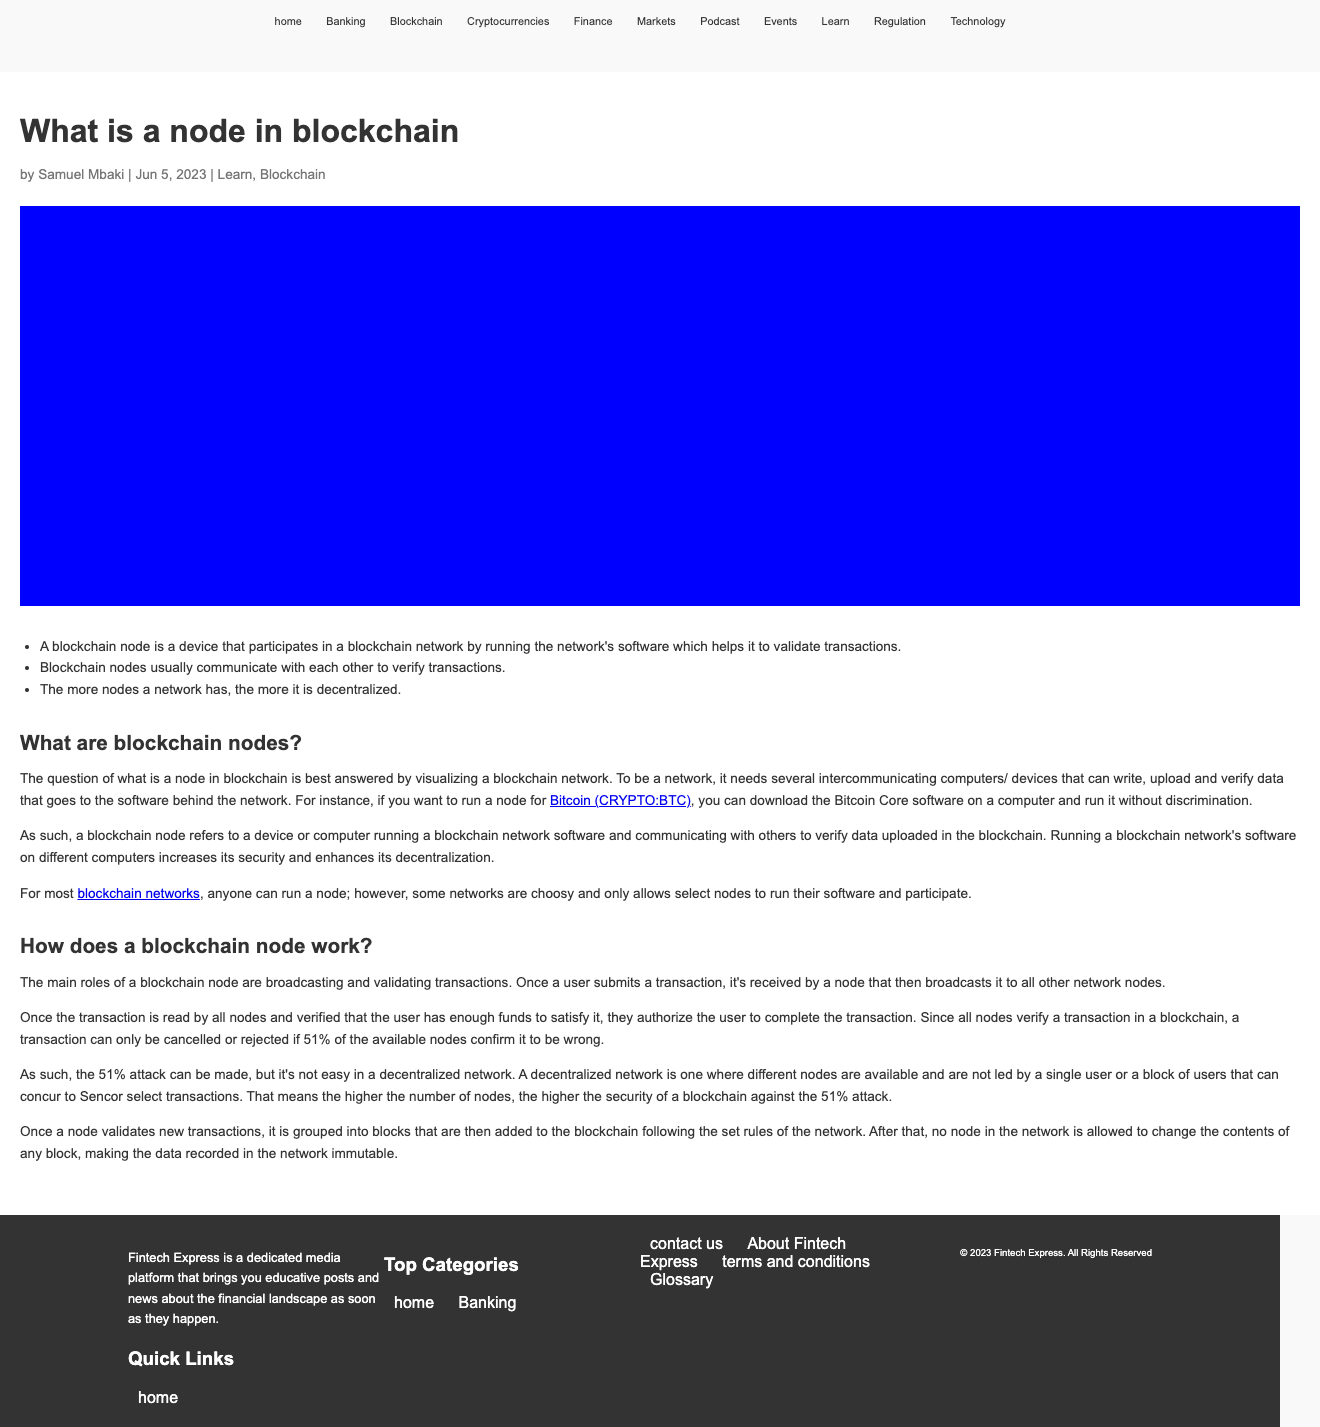 home Banking Blockchain Cryptocurrencies Finance Markets Podcast Events Learn Regulation Technology
What is a node in blockchain
by Samuel Mbaki | Jun 5, 2023 | Learn, Blockchain
A blockchain node is a device that participates in a blockchain network by running the network's software which helps it to validate transactions.
Blockchain nodes usually communicate with each other to verify transactions.
The more nodes a network has, the more it is decentralized.
What are blockchain nodes?
The question of what is a node in blockchain is best answered by visualizing a blockchain network. To be a network, it needs several intercommunicating computers/ devices that can write, upload and verify data
that goes to the software behind the network. For instance, if you want to run a node for Bitcoin (CRYPTO:BTC), you can download the Bitcoin Core software on a computer and run it without discrimination.
As such, a blockchain node refers to a device or computer running a blockchain network software and communicating with others to verify data uploaded in the blockchain. Running a blockchain network's software
on different computers increases its security and enhances its decentralization.
For most blockchain networks, anyone can run a node; however, some networks are choosy and only allows select nodes to run their software and participate.
How does a blockchain node work?
The main roles of a blockchain node are broadcasting and validating transactions. Once a user submits a transaction, it's received by a node that then broadcasts it to all other network nodes.
Once the transaction is read by all nodes and verified that the user has enough funds to satisfy it, they authorize the user to complete the transaction. Since all nodes verify a transaction in a blockchain, a
transaction can only be cancelled or rejected if 51% of the available nodes confirm it to be wrong.
As such, the 51% attack can be made, but it's not easy in a decentralized network. A decentralized network is one where different nodes are available and are not led by a single user or a block of users that can
concur to Sencor select transactions. That means the higher the number of nodes, the higher the security of a blockchain against the 51% attack.
Once a node validates new transactions, it is grouped into blocks that are then added to the blockchain following the set rules of the network. After that, no node in the network is allowed to change the contents of
any block, making the data recorded in the network immutable.
Fintech Express is a dedicated media
platform that brings you educative posts and
news about the financial landscape as soon
as they happen.
Quick Links
home
Top Categories
home Banking
contact us About Fintech
Express terms and conditions
Glossary
© 2023 Fintech Express. All Rights Reserved